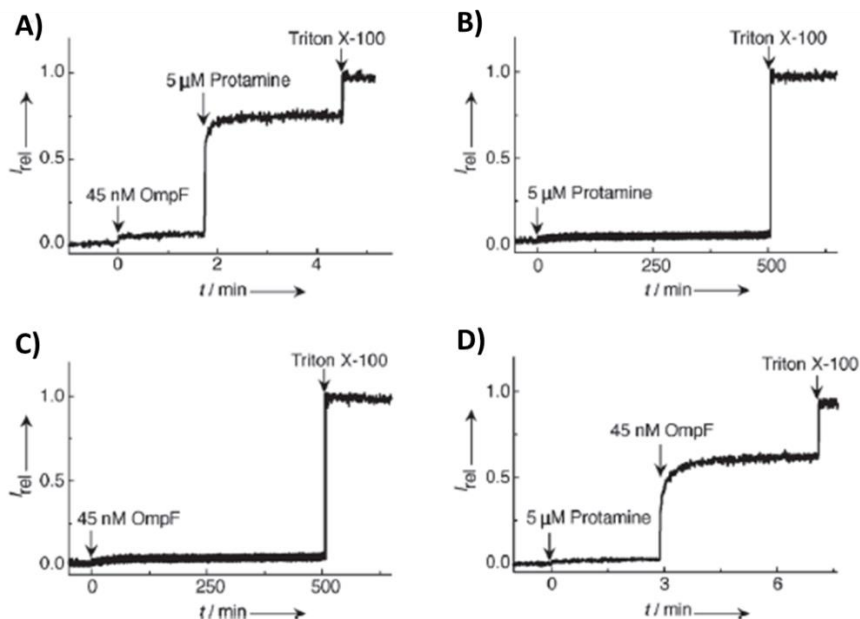 A)
Triton X-100
5 μM Protamine
1.0
I rel
0.5
45 nM OmpF
0.0
0 2 4
t / min
B)
Triton X-100
1.0
I rel
0.5
5 μM Protamine
0.0
0 250 500
t / min
C)
Triton X-100
1.0
I rel
0.5
45 nM OmpF
0.0
0 250 500
t / min
D)
Triton X-100
1.0
45 nM OmpF
I rel
0.5
5 μM Protamine
0.0
0 3 6
t / min